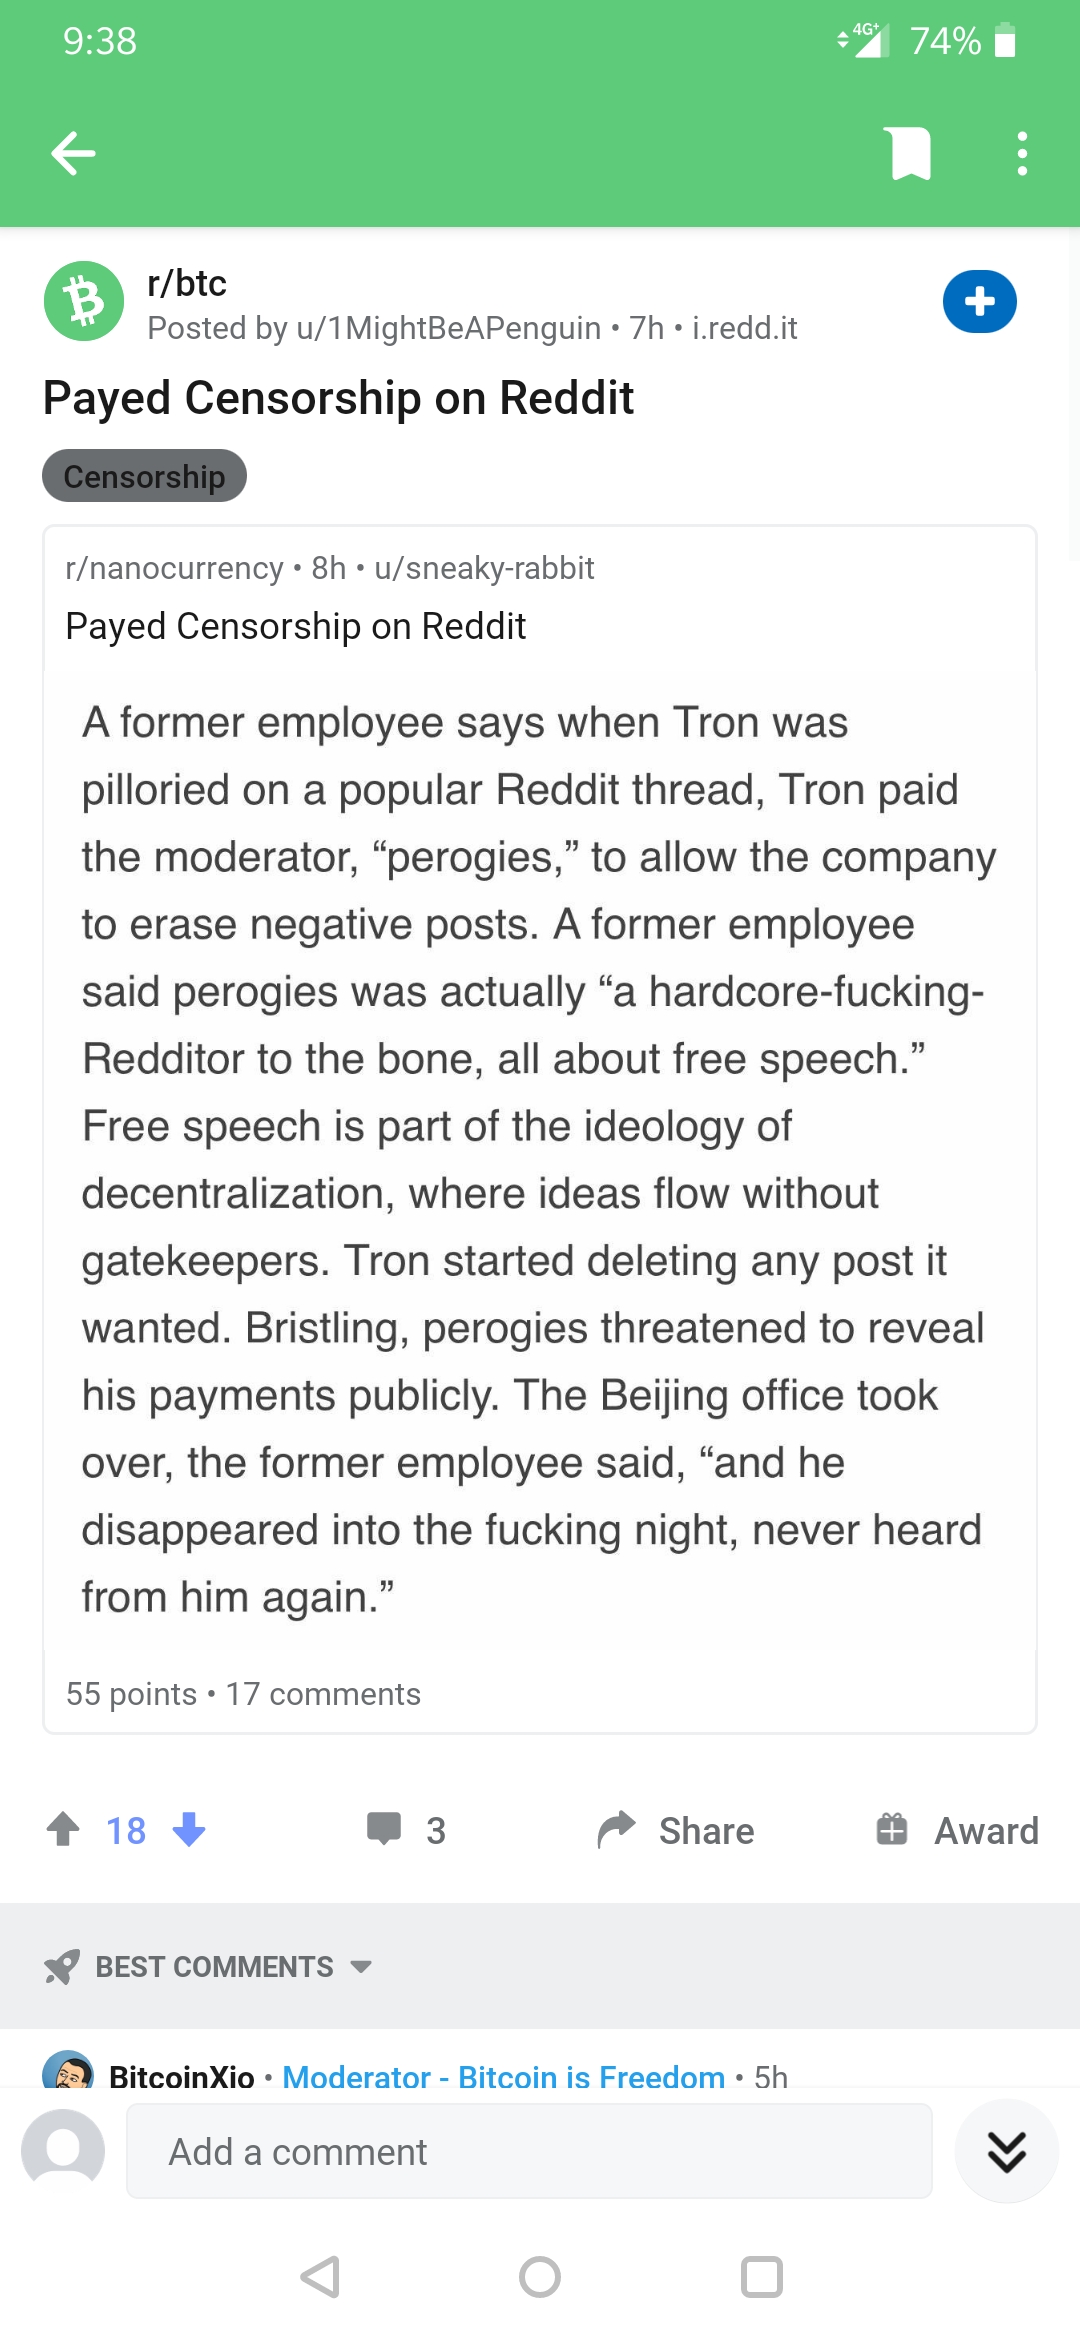 9:38
4G+ 74%
r/btc
Posted by u/1MightBeAPenguin • 7h • i.redd.it
Payed Censorship on Reddit
Censorship
r/nanocurrency • 8h • u/sneaky-rabbit
Payed Censorship on Reddit
A former employee says when Tron was
pilloried on a popular Reddit thread, Tron paid
the moderator, “perogies,” to allow the company
to erase negative posts. A former employee
said perogies was actually “a hardcore-fucking-
Redditor to the bone, all about free speech.”
Free speech is part of the ideology of
decentralization, where ideas flow without
gatekeepers. Tron started deleting any post it
wanted. Bristling, perogies threatened to reveal
his payments publicly. The Beijing office took
over, the former employee said, “and he
disappeared into the fucking night, never heard
from him again.”
55 points • 17 comments
18 3 Share Award
BEST COMMENTS
BitcoinXio • Moderator - Bitcoin is Freedom • 5h
Add a comment